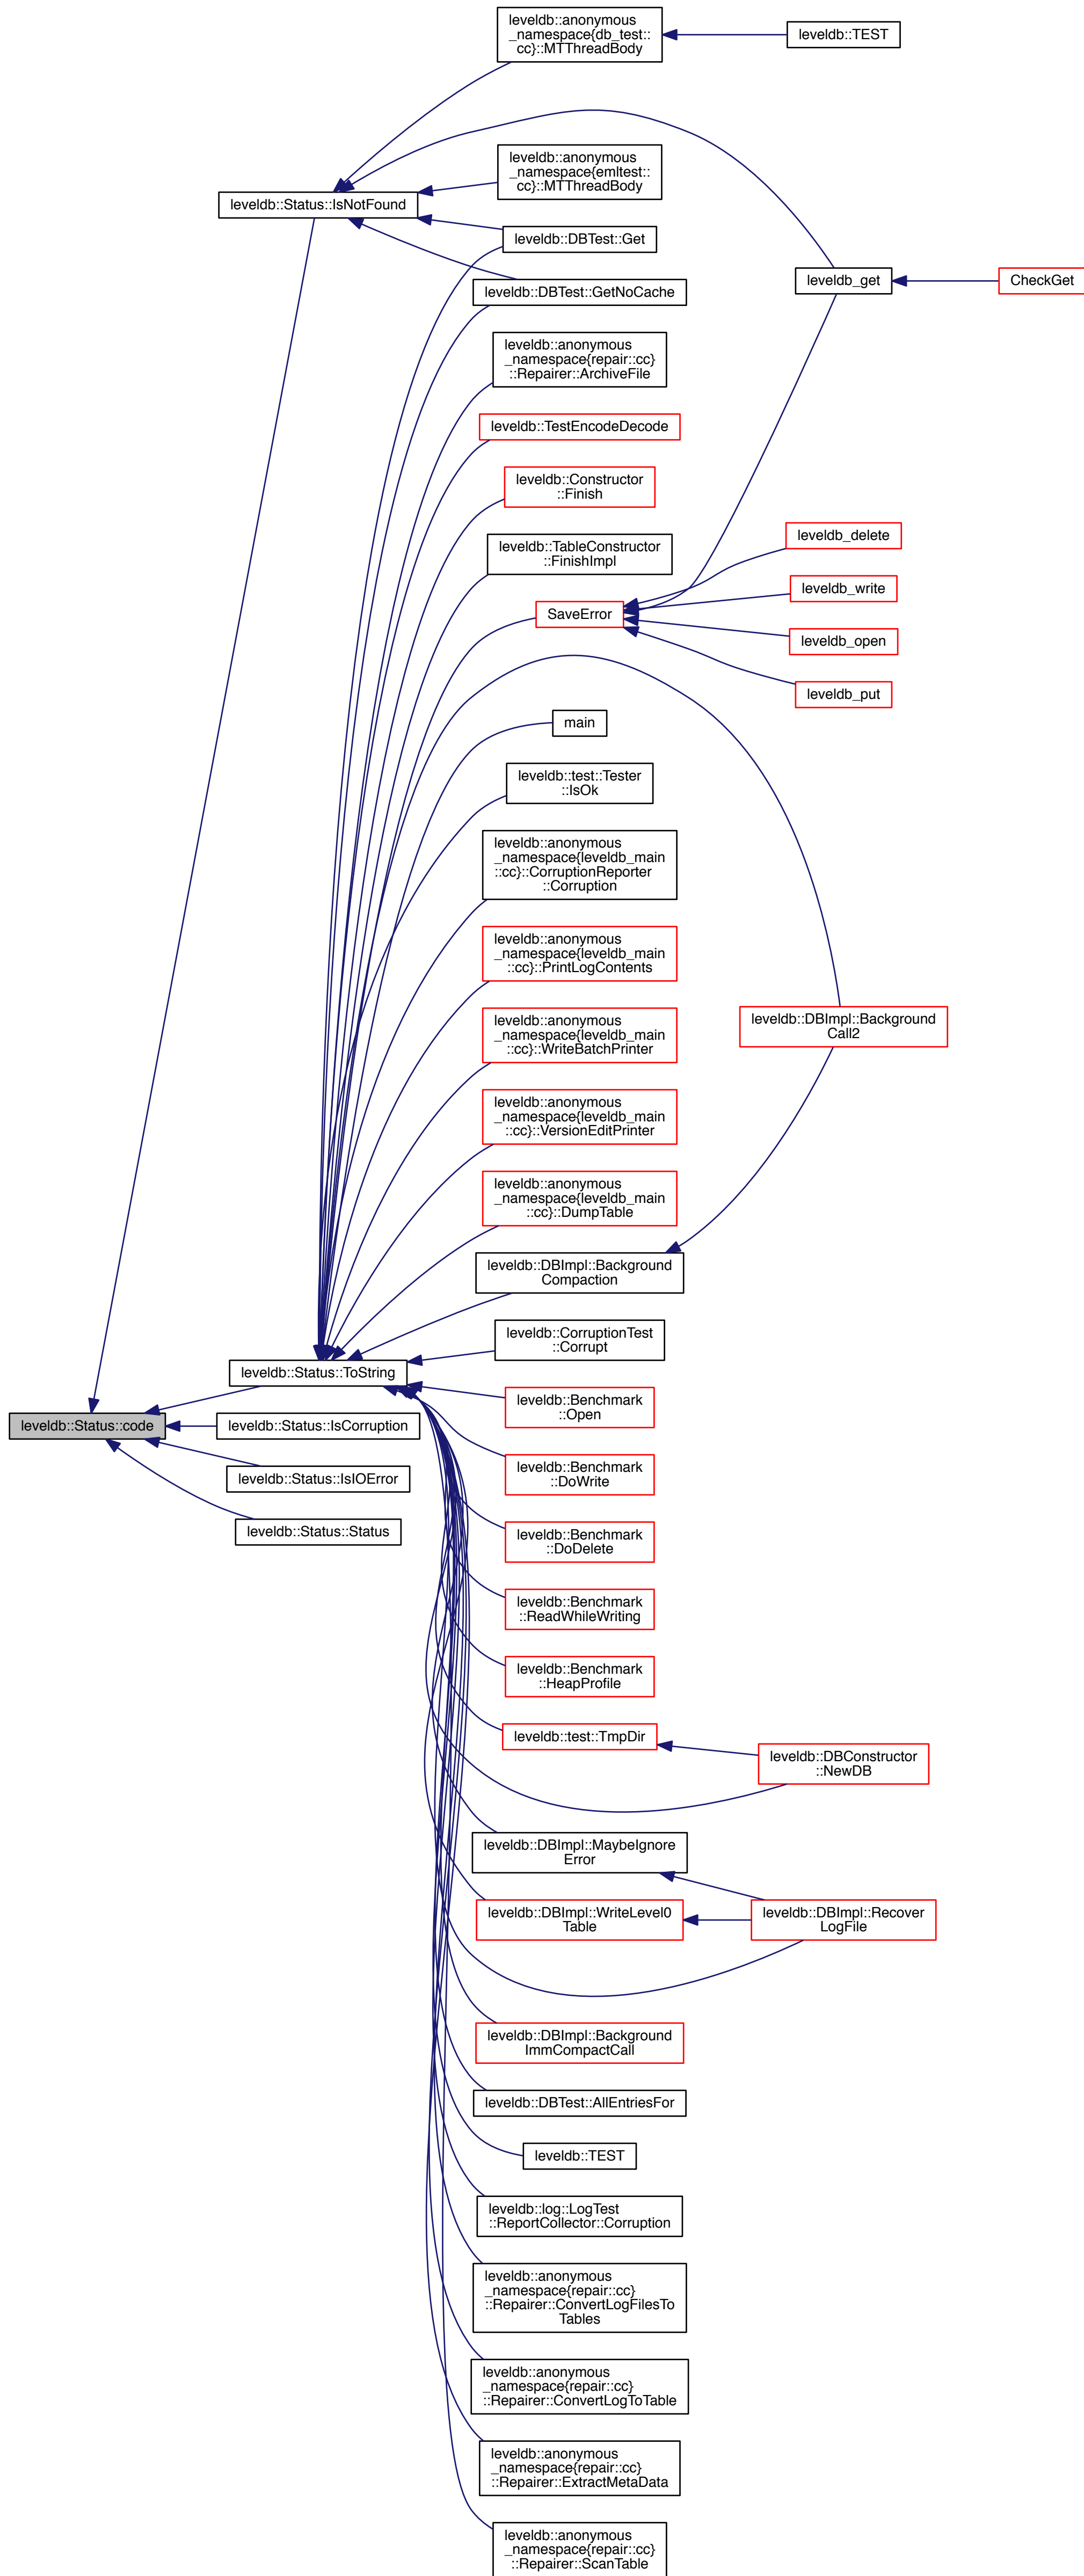 leveldb::anonymous
_namespace{db_test::
cc}::MTThreadBody
leveldb::TEST
leveldb::anonymous
_namespace{emltest::
cc}::MTThreadBody
leveldb::Status::IsNotFound
leveldb::DBTest::Get
leveldb_get
CheckGet
leveldb::DBTest::GetNoCache
leveldb::anonymous
_namespace{repair::cc}
::Repairer::ArchiveFile
leveldb::TestEncodeDecode
leveldb::Constructor
::Finish
leveldb::TableConstructor
::FinishImpl
leveldb_delete
leveldb_write
SaveError
leveldb_open
leveldb_put
main
leveldb::test::Tester
::IsOk
leveldb::anonymous
_namespace{leveldb_main
::cc}::CorruptionReporter
::Corruption
leveldb::anonymous
_namespace{leveldb_main
::cc}::PrintLogContents
leveldb::anonymous
_namespace{leveldb_main
::cc}::WriteBatchPrinter
leveldb::DBImpl::Background
Call2
leveldb::anonymous
_namespace{leveldb_main
::cc}::VersionEditPrinter
leveldb::anonymous
_namespace{leveldb_main
::cc}::DumpTable
leveldb::DBImpl::Background
Compaction
leveldb::CorruptionTest
::Corrupt
leveldb::Status::ToString
leveldb::Status::code
leveldb::Status::IsCorruption
leveldb::Status::IsIOError
leveldb::Status::Status
leveldb::Benchmark
::Open
leveldb::Benchmark
::DoWrite
leveldb::Benchmark
::DoDelete
leveldb::Benchmark
::ReadWhileWriting
leveldb::Benchmark
::HeapProfile
leveldb::test::TmpDir
leveldb::DBConstructor
::NewDB
leveldb::DBImpl::MaybeIgnore
Error
leveldb::DBImpl::WriteLevel0
Table
leveldb::DBImpl::Recover
LogFile
leveldb::DBImpl::Background
ImmCompactCall
leveldb::DBTest::AllEntriesFor
leveldb::TEST
leveldb::log::LogTest
::ReportCollector::Corruption
leveldb::anonymous
_namespace{repair::cc}
::Repairer::ConvertLogFilesTo
Tables
leveldb::anonymous
_namespace{repair::cc}
::Repairer::ConvertLogToTable
leveldb::anonymous
_namespace{repair::cc}
::Repairer::ExtractMetaData
leveldb::anonymous
_namespace{repair::cc}
::Repairer::ScanTable